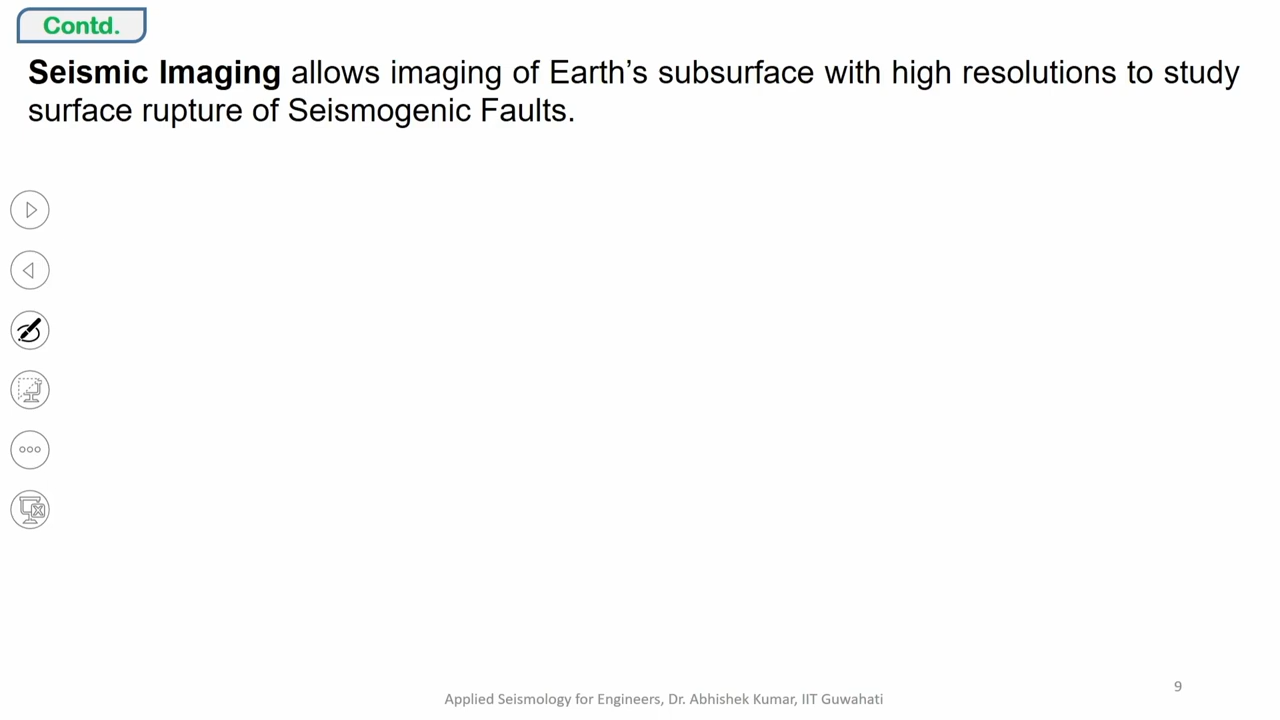 Contd.
Seismic Imaging allows imaging of Earth’s subsurface with high resolutions to study
surface rupture of Seismogenic Faults.
9
Applied Seismology for Engineers, Dr. Abhishek Kumar, IIT Guwahati